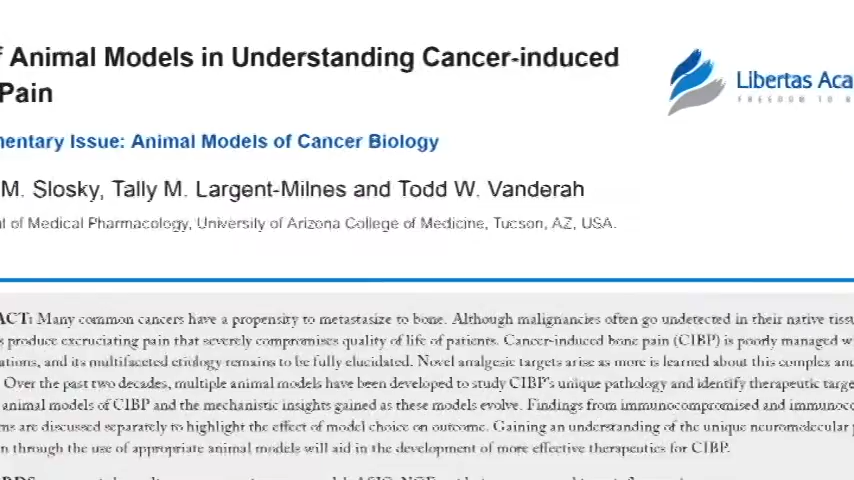 f Animal Models in Understanding Cancer-induced
Pain
Libertas Aca
FREEDOM TO
mentary Issue: Animal Models of Cancer Biology
M. Slosky, Tally M. Largent-Milnes and Todd W. Vanderah
of Medical Pharmacology, University of Arizona College of Medicine, Tucson, AZ, USA.
ACT: Many common cancers have a propensity to metastasize to bone. Although malignancies often go undetected in their native tissu
produce excruciating pain that severely compromises quality of life of patients. Cancer-induced bone pain (CIBP) is poorly managed w
ations, and its multifaceted etiology remains to be fully elucidated. Novel analgesic targets arise as more is learned about this complex an
Over the past two decades, multiple animal models have been developed to study CIBP's unique pathology and identify therapeutic targe
animal models of CIBP and the mechanistic insights gained as these models evolve. Findings from immunocompromised and immunoco
ms are discussed separately to highlight the effect of model choice on outcome. Gaining an understanding of the unique neuromolecular
n through the use of appropriate animal models will aid in the development of more effective therapeutics for CIBP.